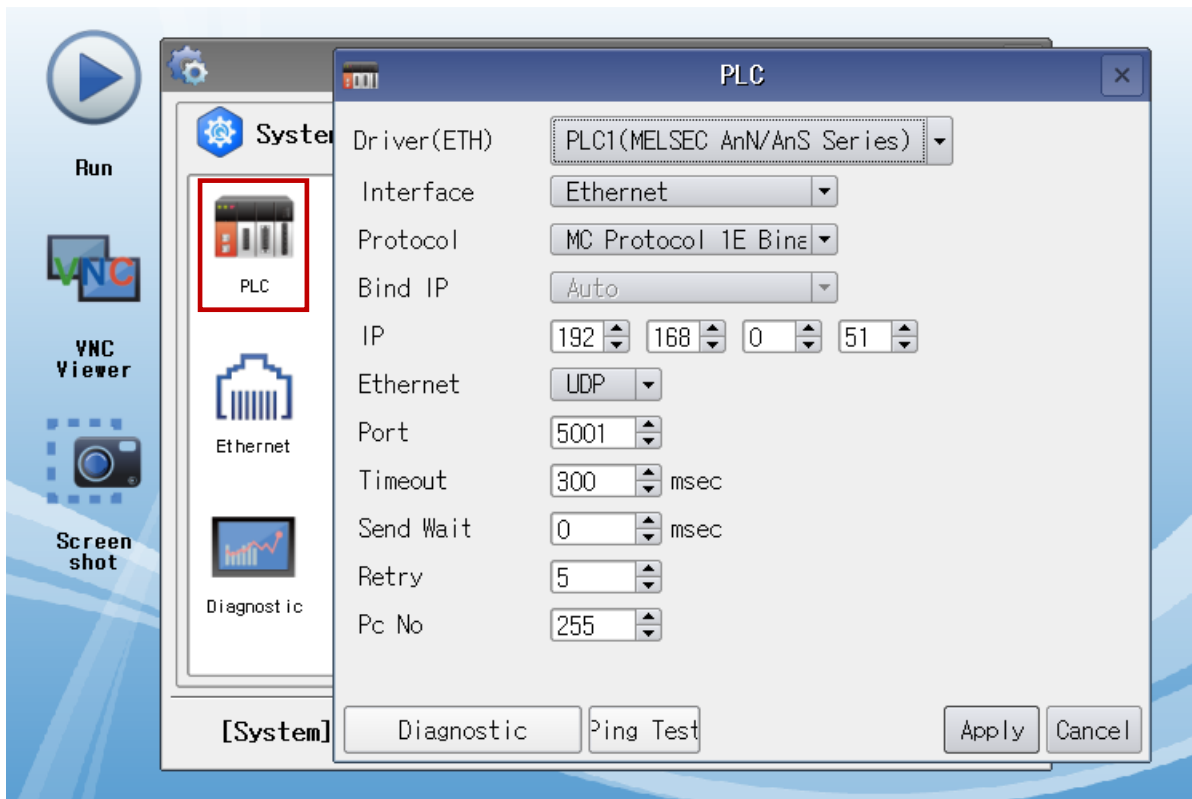 Run
VNC
VNC
Viewer
Screen
shot
System
PLC
Ethernet
Diagnostic
[System]
PLC
Driver(ETH) PLC1(MELSEC AnN/AnS Series)
Interface Ethernet
Protocol MC Protocol 1E Bina
Bind IP Auto
IP 192 168 0 51
Ethernet UDP
Port 5001
Timeout 300 msec
Send Wait 0 msec
Retry 5
Pc No 255
Diagnostic Ping Test Apply Cancel